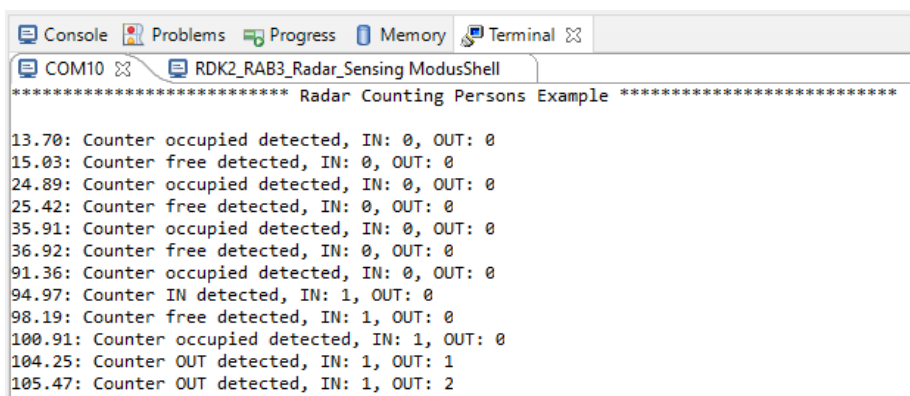 Console Problems Progress Memory Terminal
COM10 RDK2_RAB3_Radar_Sensing ModusShell
*************************** Radar Counting Persons Example ***************************
13.70: Counter occupied detected, IN: 0, OUT: 0
15.03: Counter free detected, IN: 0, OUT: 0
24.89: Counter occupied detected, IN: 0, OUT: 0
25.42: Counter free detected, IN: 0, OUT: 0
35.91: Counter occupied detected, IN: 0, OUT: 0
36.92: Counter free detected, IN: 0, OUT: 0
91.36: Counter occupied detected, IN: 0, OUT: 0
94.97: Counter IN detected, IN: 1, OUT: 0
98.19: Counter free detected, IN: 1, OUT: 0
100.91: Counter occupied detected, IN: 1, OUT: 0
104.25: Counter OUT detected, IN: 1, OUT: 1
105.47: Counter OUT detected, IN: 1, OUT: 2